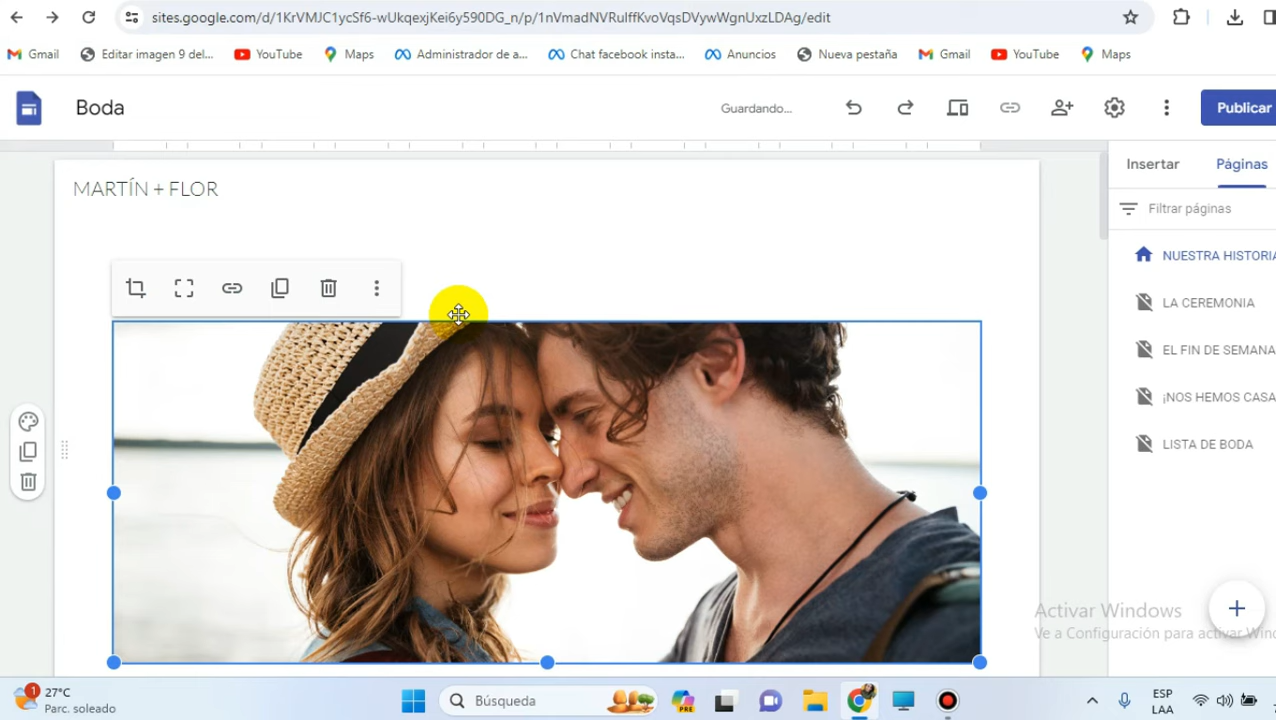 sites.google.com/d/1KrVMJC1ycSf6-wUkqexjKei6y590DG_n/p/1nVmadNVRulffKvoVqsDVywWgnUxzLDAg/edit
Gmail Editar imagen 9 del... YouTube Maps Administrador de a... Chat facebook insta... Anuncios Nueva pestaña Gmail YouTube Maps
Boda Guardando... Publicar
Insertar Páginas
MARTÍN + FLOR
Filtrar páginas
NUESTRA HISTORIA
LA CEREMONIA
EL FIN DE SEMANA
¡NOS HEMOS CASA
LISTA DE BODA
Activar Windows
Ve a Configuración para activar Wind
1 27°C
Parc. soleado
Búsqueda
PRE
ESP
LAA